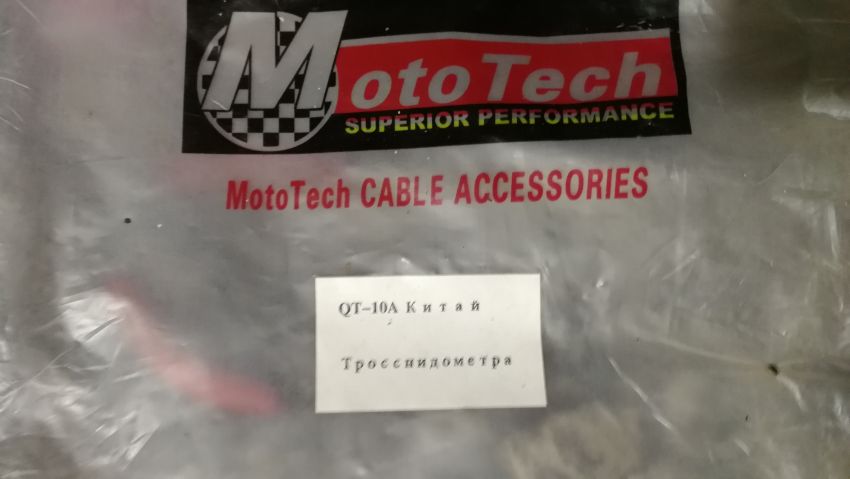 MotoTech
SUPERIOR PERFORMANCE
MotoTech CABLE ACCESSORIES
QT-10A Китай
Тросспидометра